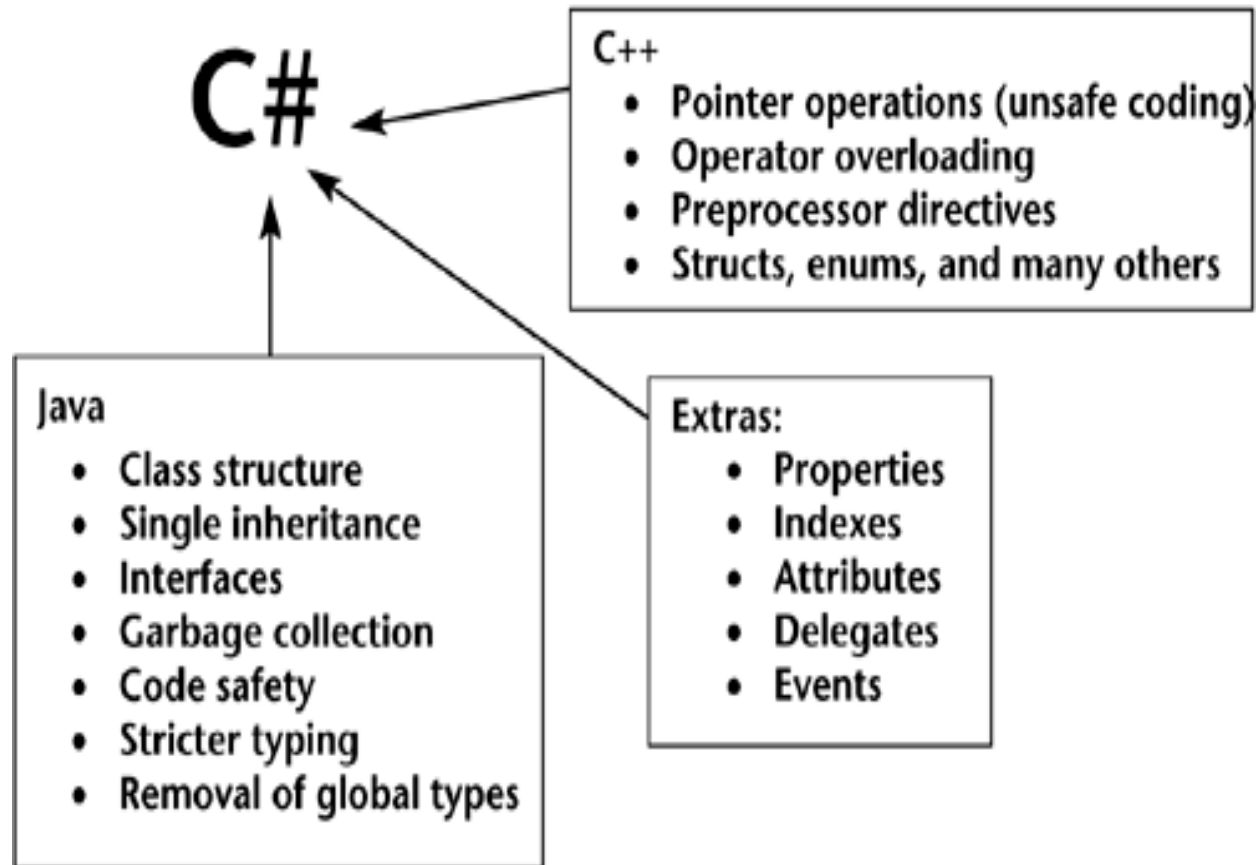 C#
C++
• Pointer operations (unsafe coding)
• Operator overloading
• Preprocessor directives
• Structs, enums, and many others
Java
• Class structure
• Single inheritance
• Interfaces
• Garbage collection
• Code safety
• Stricter typing
• Removal of global types
Extras:
• Properties
• Indexes
• Attributes
• Delegates
• Events